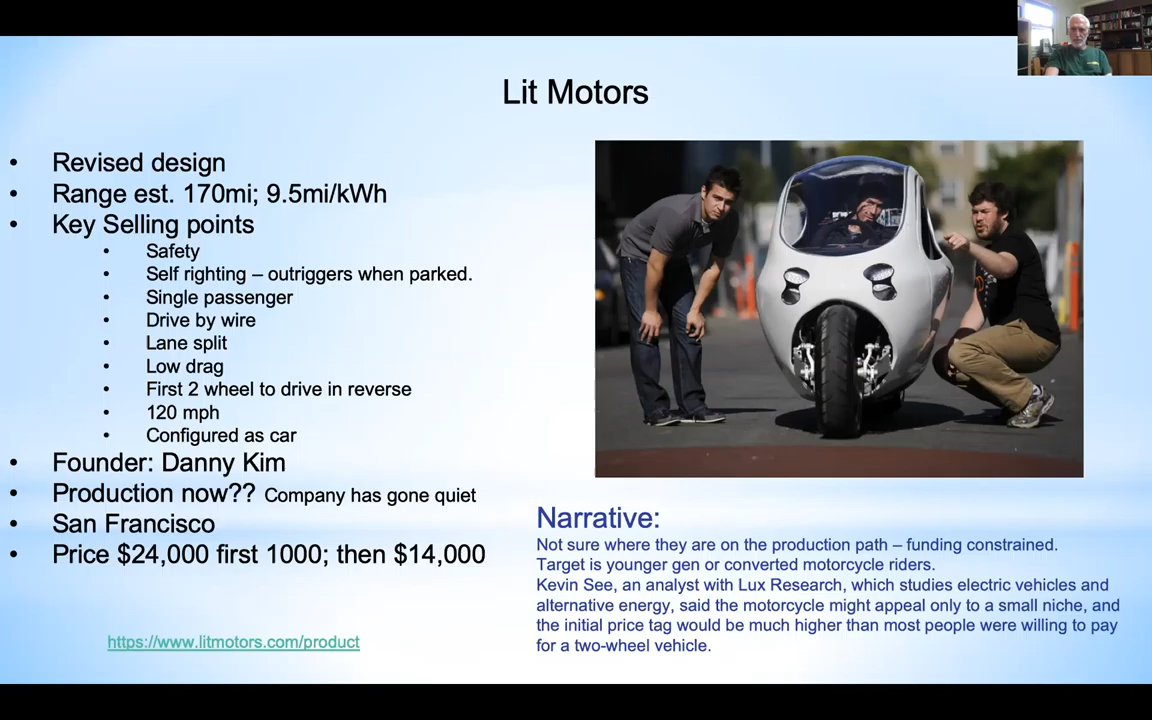 Lit Motors
• Revised design
• Range est. 170mi; 9.5mi/kWh
• Key Selling points
• Safety
• Self righting – outriggers when parked.
• Single passenger
• Drive by wire
• Lane split
• Low drag
• First 2 wheel to drive in reverse
• 120 mph
• Configured as car
• Founder: Danny Kim
• Production now?? Company has gone quiet
• San Francisco
• Price $24,000 first 1000; then $14,000
https://www.litmotors.com/product
Narrative:
Not sure where they are on the production path – funding constrained.
Target is younger gen or converted motorcycle riders.
Kevin See, an analyst with Lux Research, which studies electric vehicles and
alternative energy, said the motorcycle might appeal only to a small niche, and
the initial price tag would be much higher than most people were willing to pay
for a two-wheel vehicle.